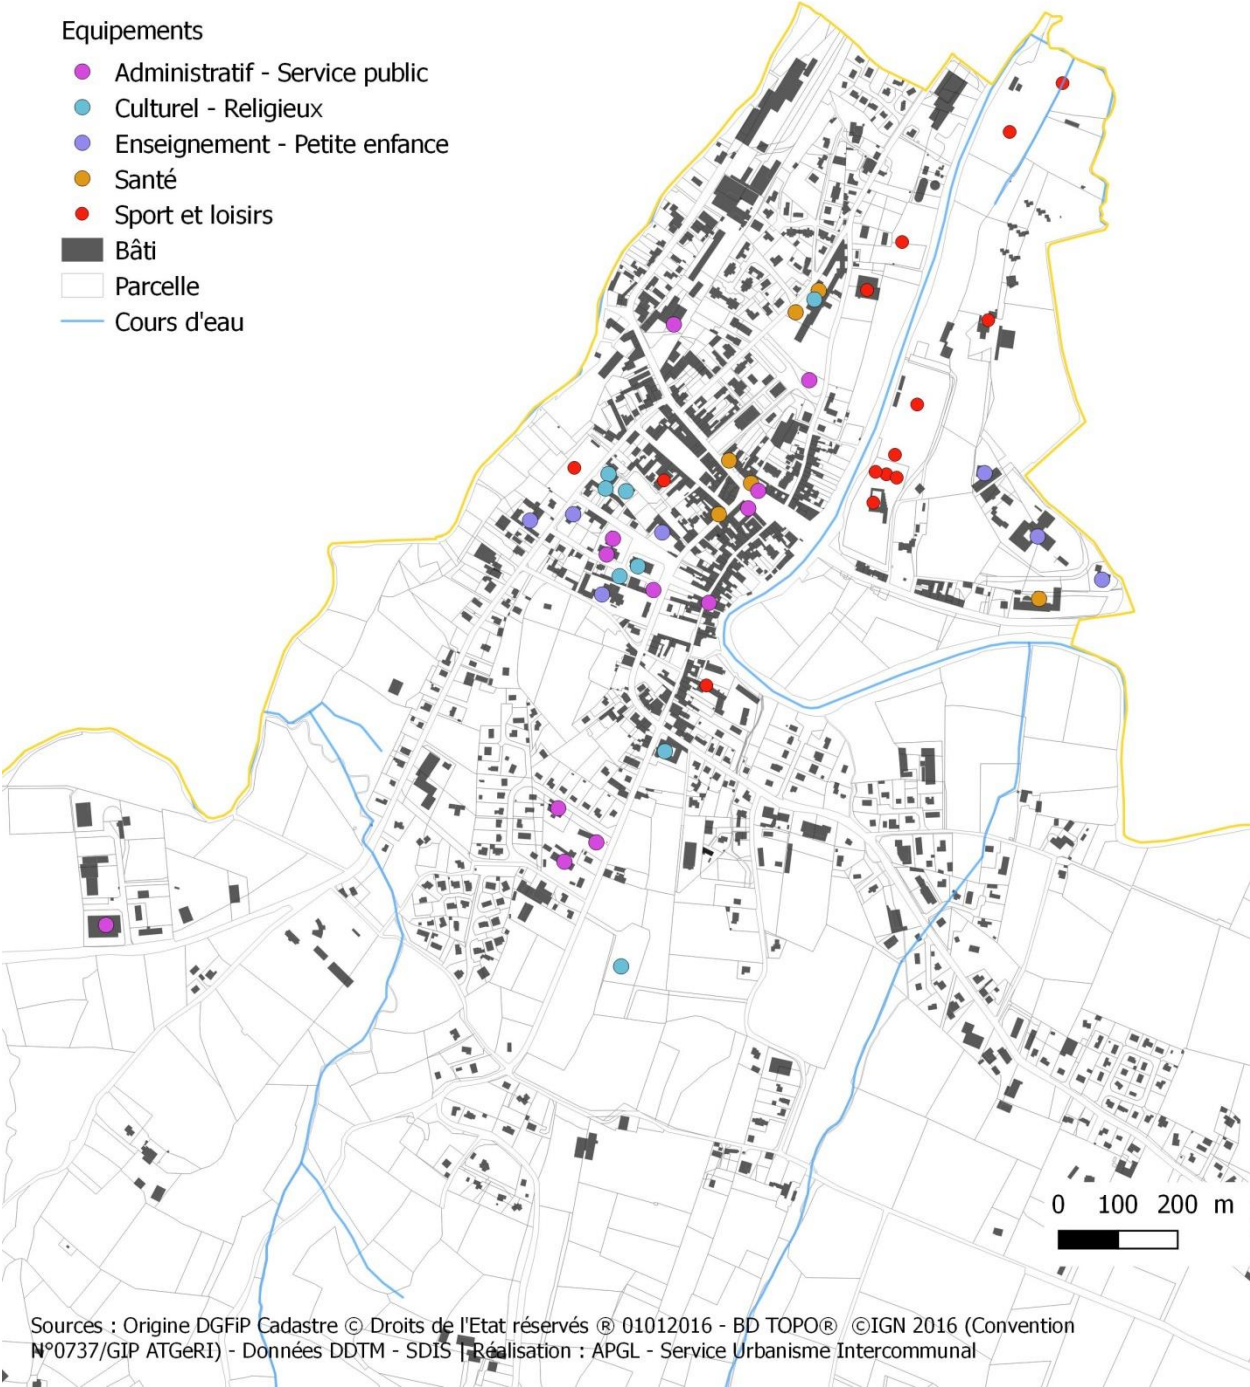 Equipements
Administratif - Service public
Culturel - Religieux
Enseignement - Petite enfance
Santé
Sport et loisirs
Bâti
Parcelle
Cours d'eau
0 100 200 m
Sources : Origine DGFiP Cadastre © Droits de l'Etat réservés ® 01012016 - BD TOPO® ©IGN 2016 (Convention
N°0737/GIP ATGeRI) - Données DDTM - SDIS | Réalisation : APGL - Service Urbanisme Intercommunal